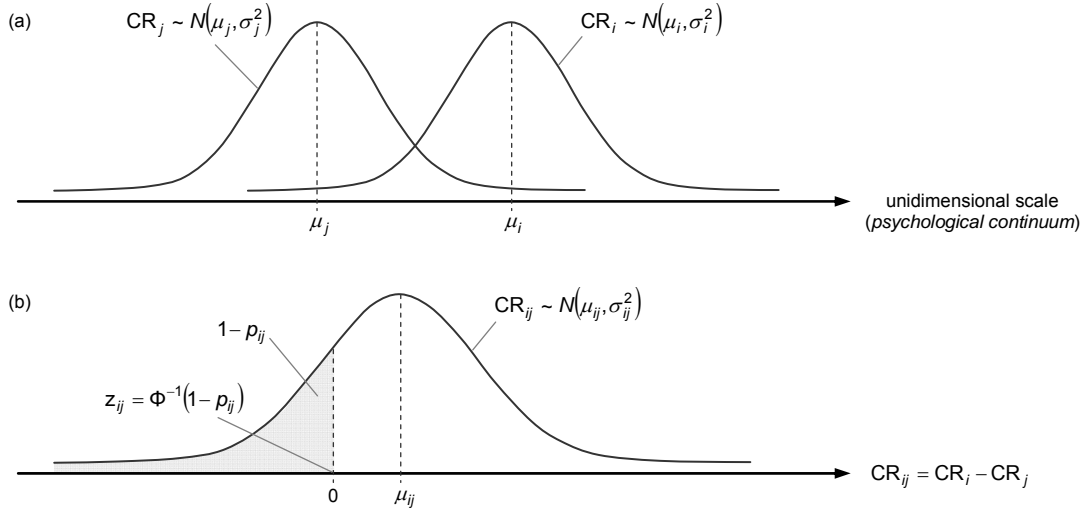 (a)
CR_j ~ N(μ_j, σ_j^2)
CR_i ~ N(μ_i, σ_i^2)
μ_j
μ_i
unidimensional scale
(psychological continuum)
(b)
CR_ij ~ N(μ_ij, σ_ij^2)
1 – p_ij
z_ij = Φ^–1(1 – p_ij)
0
μ_ij
CR_ij = CR_i – CR_j